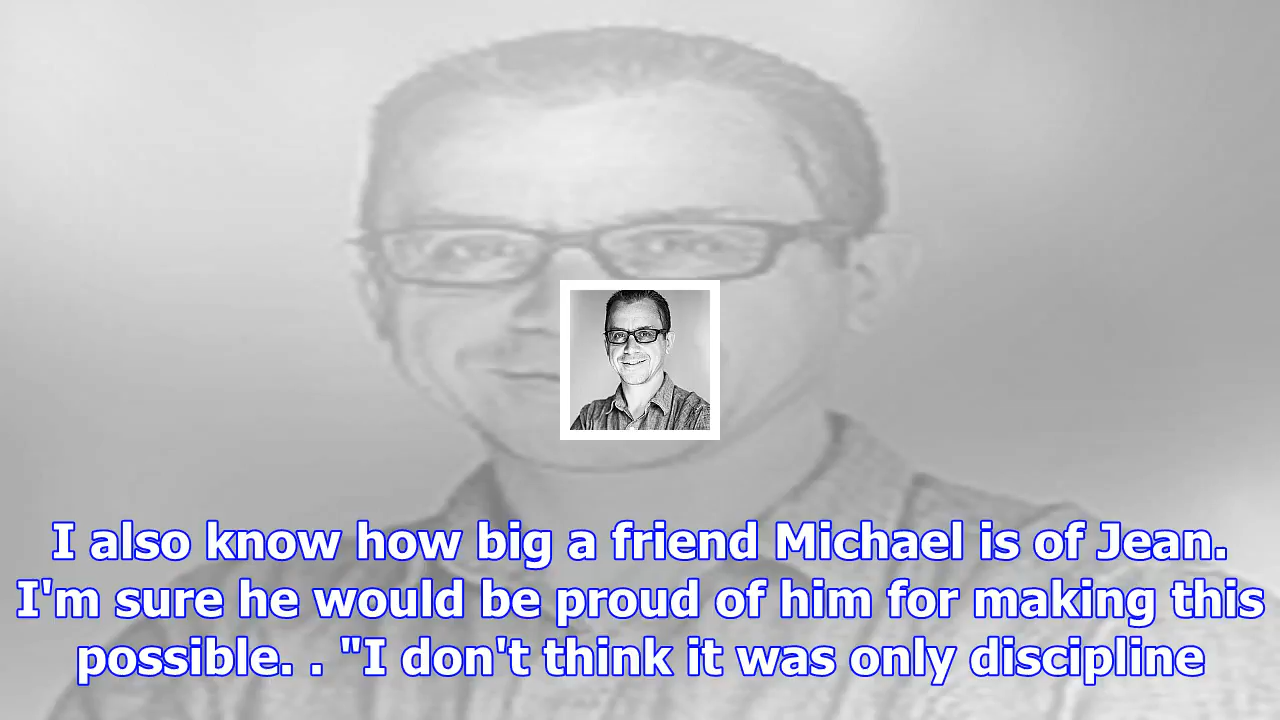 I also know how big a friend Michael is of Jean.
I'm sure he would be proud of him for making this
possible. . "I don't think it was only discipline